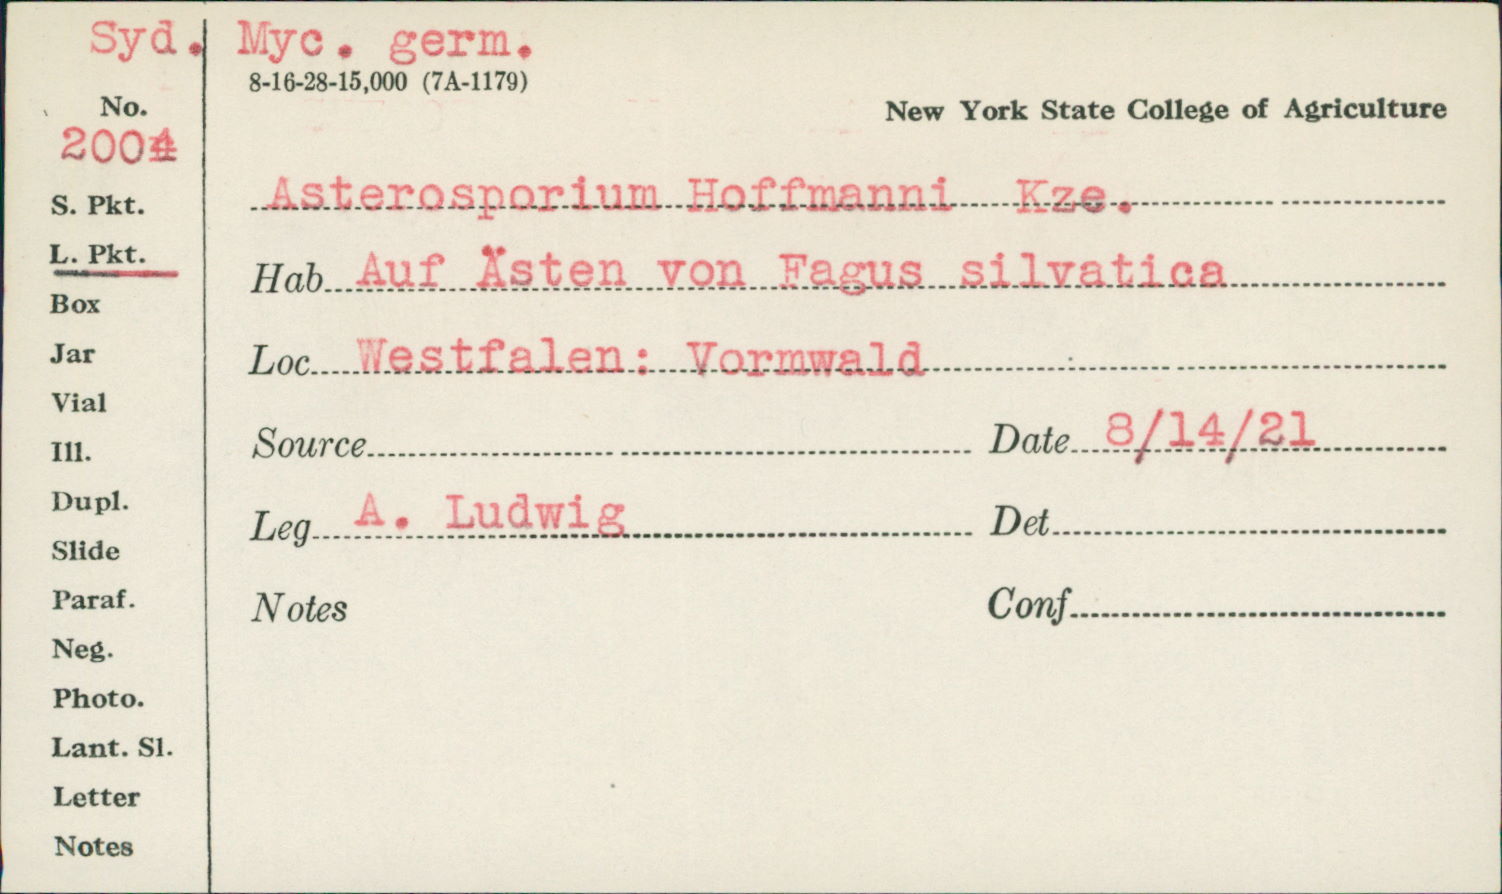 Syd. Myc. germ.
8-16-28-15,000 (7A-1179)
No.
New York State College of Agriculture
2004
Asterosporium Hoffmanni Kze.
S. Pkt.
L. Pkt.
Hab Auf Ästen von Fagus silvatica
Box
Jar
Loc Westfalen: Vormwald
Vial
Ill.
Source Date 8/14/21
Dupl.
Leg A. Ludwig Det
Slide
Paraf.
Notes Conf
Neg.
Photo.
Lant. Sl.
Letter
Notes